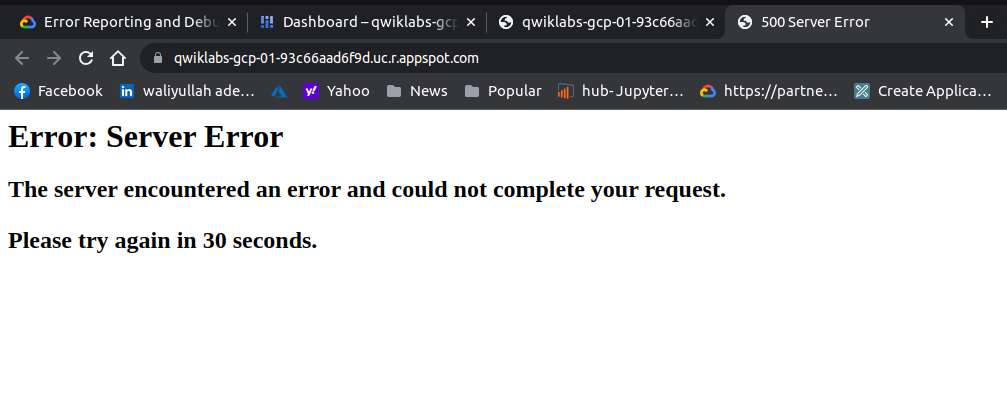 Error Reporting and Debu
Dashboard – qwiklabs-gcp
qwiklabs-gcp-01-93c66aad
500 Server Error
qwiklabs-gcp-01-93c66aad6f9d.uc.r.appspot.com
Facebook
waliyullah ade...
Yahoo
News
Popular
hub- Jupyter...
https://partne...
Create Applica...
Error: Server Error
The server encountered an error and could not complete your request.
Please try again in 30 seconds.